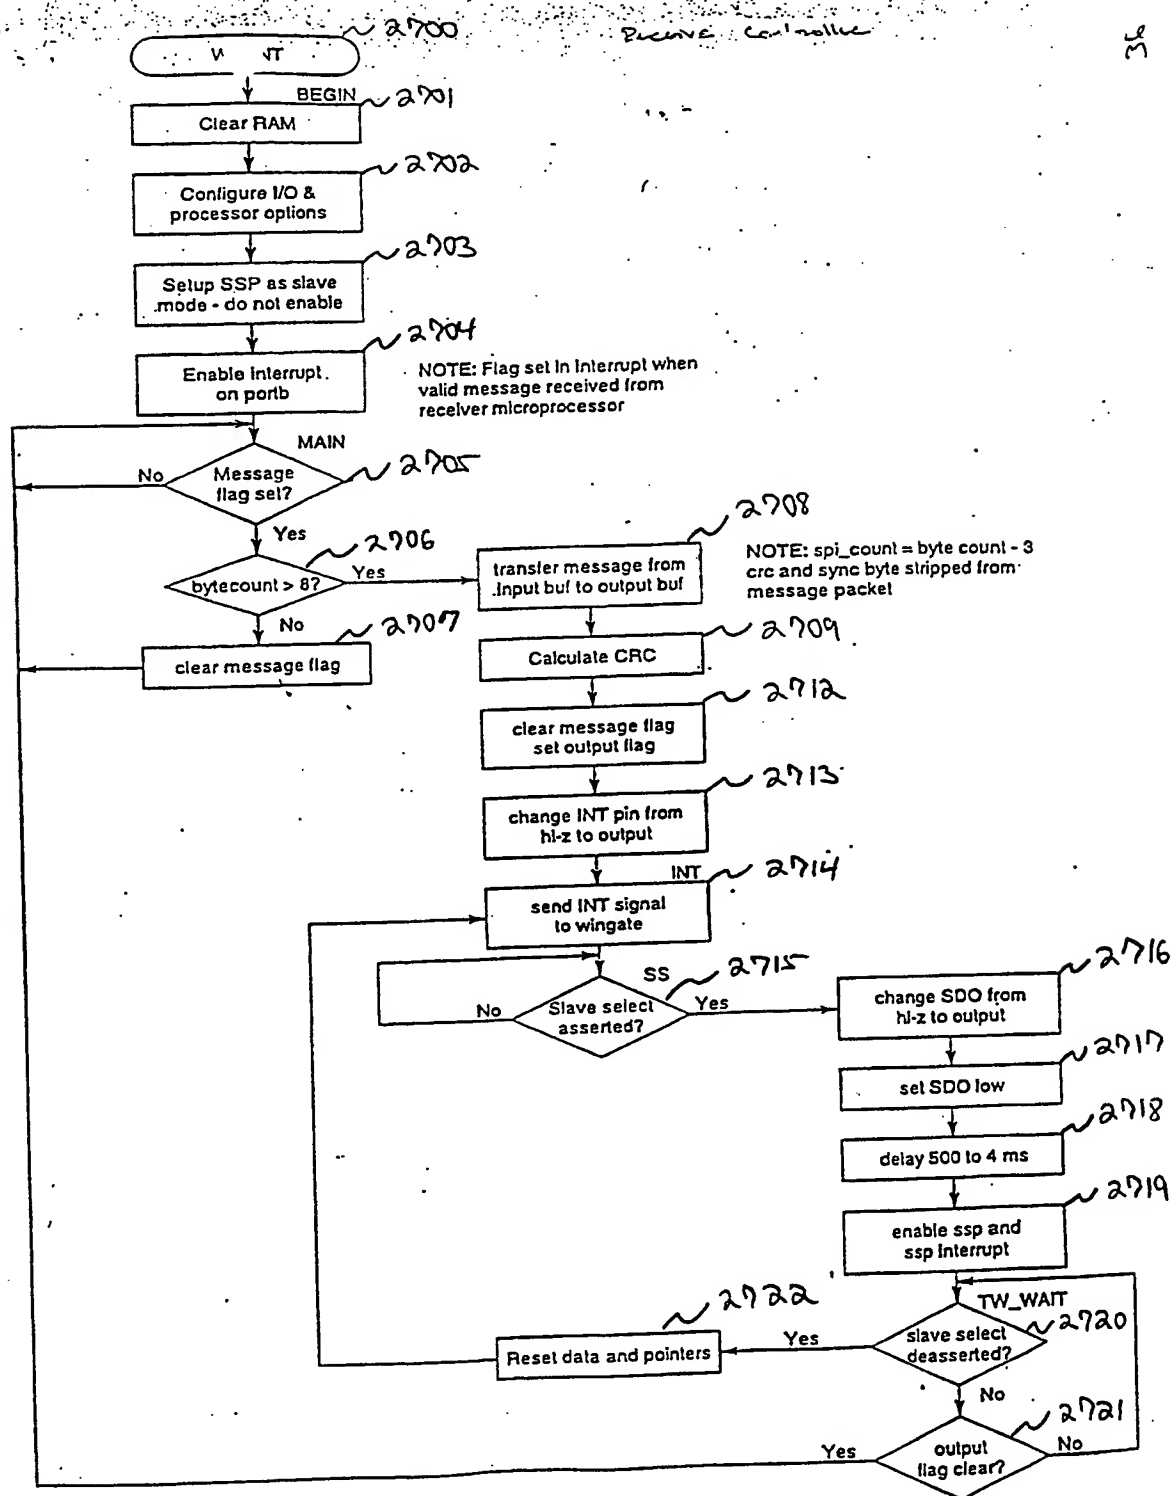 2700
Receive Controller
BEGIN
2701
Clear RAM
2702
Configure I/O &
processor options
2703
Setup SSP as slave
mode - do not enable
2704
Enable interrupt
on portb
NOTE: Flag set in interrupt when
valid message received from
receiver microprocessor
MAIN
2705
Message
flag set?
No
Yes
2706
bytecount > 8?
Yes
No
2707
clear message flag
2708
transfer message from
input buf to output buf
NOTE: spi_count = byte count - 3
crc and sync byte stripped from
message packet
2709
Calculate CRC
2712
clear message flag
set output flag
2713
change INT pin from
hi-z to output
INT
2714
send INT signal
to wingate
SS
2715
Slave select
asserted?
No
Yes
2716
change SDO from
hi-z to output
2717
set SDO low
2718
delay 500 to 4 ms
2719
enable ssp and
ssp interrupt
TW_WAIT
2720
slave select
deasserted?
Yes
2722
Reset data and pointers
No
2721
output
flag clear?
Yes
No